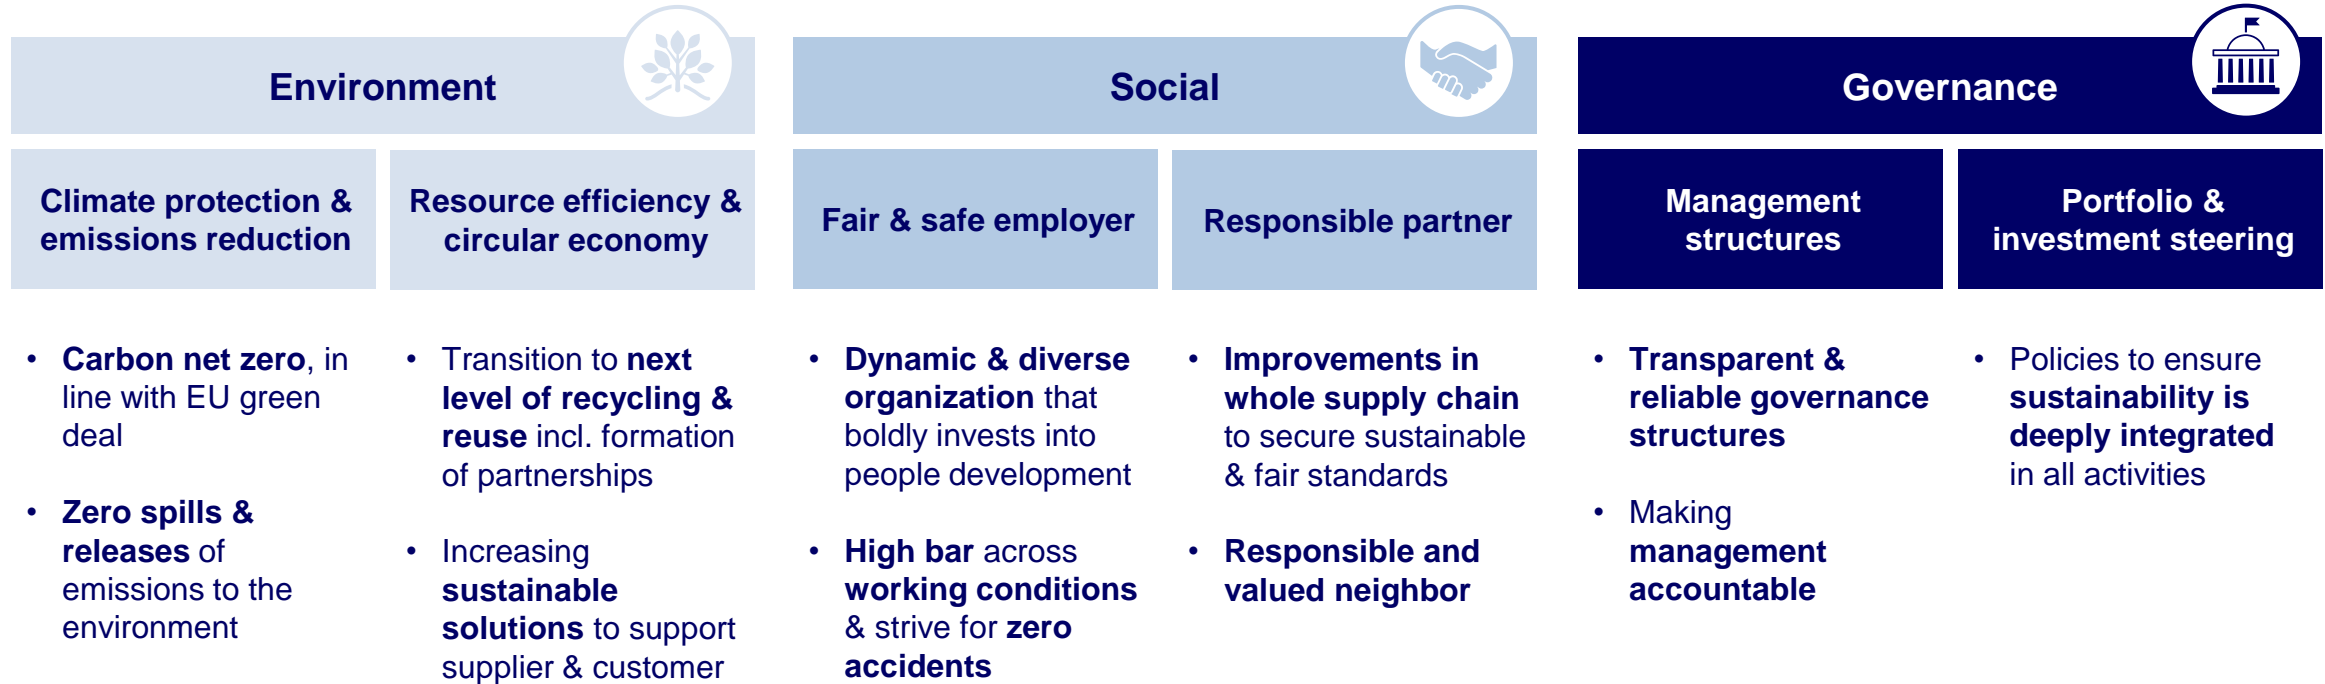 Environment
Social
Governance
Climate protection &
emissions reduction
Resource efficiency &
circular economy
Fair & safe employer
Responsible partner
Management
structures
Portfolio &
investment steering
• Carbon net zero, in
line with EU green
deal
• Zero spills &
releases of
emissions to the
environment
• Transition to next
level of recycling &
reuse incl. formation
of partnerships
• Increasing
sustainable
solutions to support
supplier & customer
• Dynamic & diverse
organization that
boldly invests into
people development
• High bar across
working conditions
& strive for zero
accidents
• Improvements in
whole supply chain
to secure sustainable
& fair standards
• Responsible and
valued neighbor
• Transparent &
reliable governance
structures
• Making
management
accountable
• Policies to ensure
sustainability is
deeply integrated
in all activities